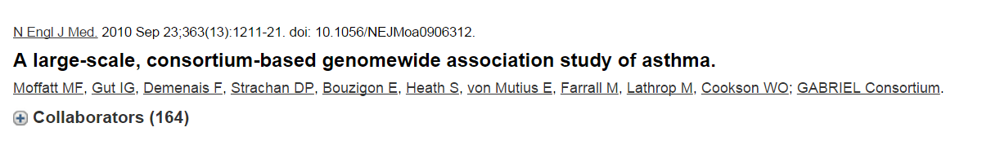 N Engl J Med. 2010 Sep 23;363(13):1211-21. doi: 10.1056/NEJMoa0906312.
A large-scale, consortium-based genomewide association study of asthma.
Moffatt MF, Gut IG, Demenais F, Strachan DP, Bouzigon E, Heath S, von Mutius E, Farrall M, Lathrop M, Cookson WO; GABRIEL Consortium.
Collaborators (164)